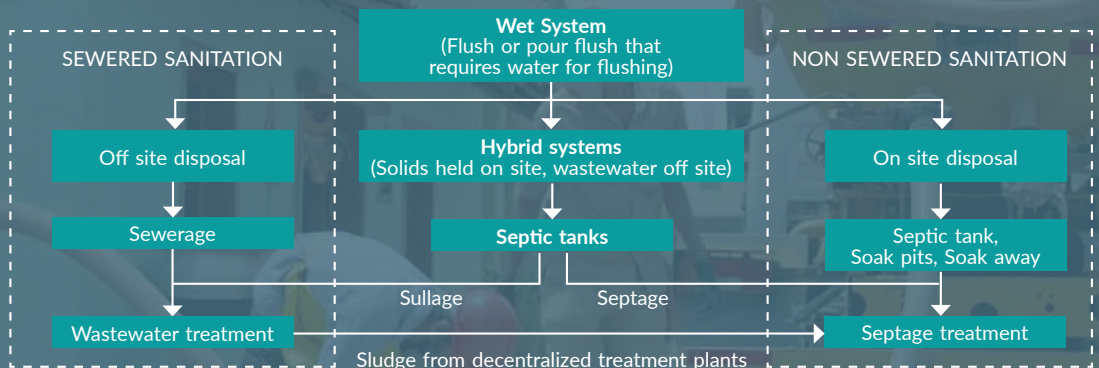 Wet System
(Flush or pour flush that
requires water for flushing)
SEWERED SANITATION
NON SEWERED SANITATION
Off site disposal
Hybrid systems
(Solids held on site, wastewater off site)
On site disposal
Sewerage
Septic tanks
Septic tank,
Soak pits, Soak away
Sullage
Septage
Wastewater treatment
Septage treatment
Sludge from decentralized treatment plants